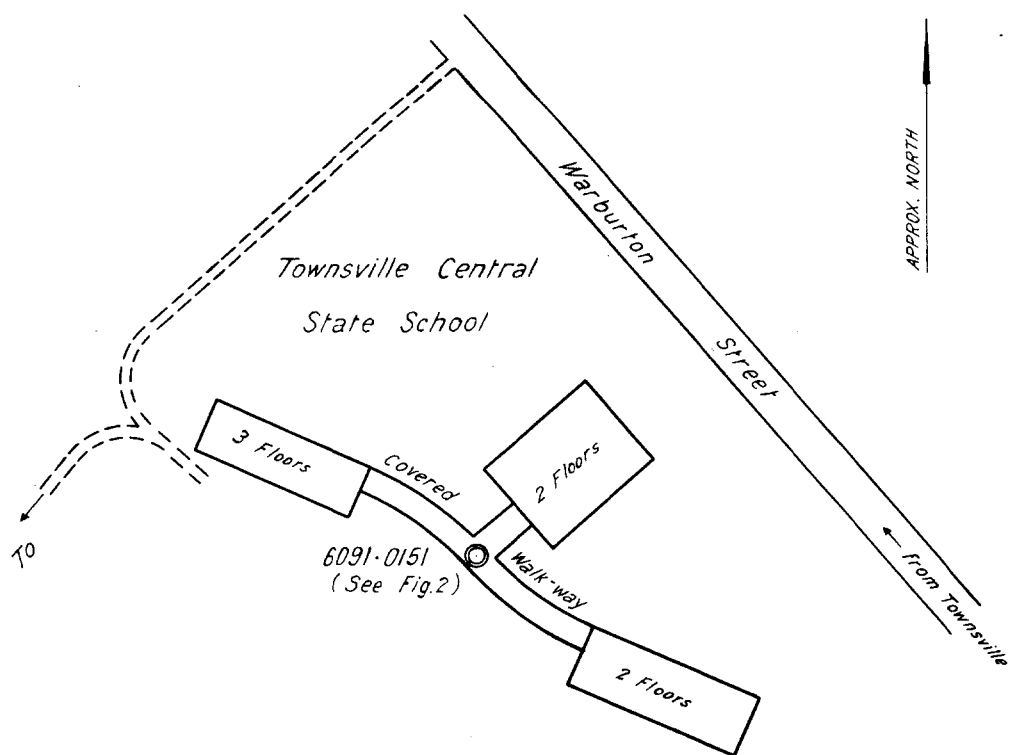 APPROX. NORTH
Warburton
Street
Townsville Central
State School
3 Floors
Covered
2 Floors
6091·0151
(See Fig.2)
Walk-way
2 Floors
from Townsville
TO